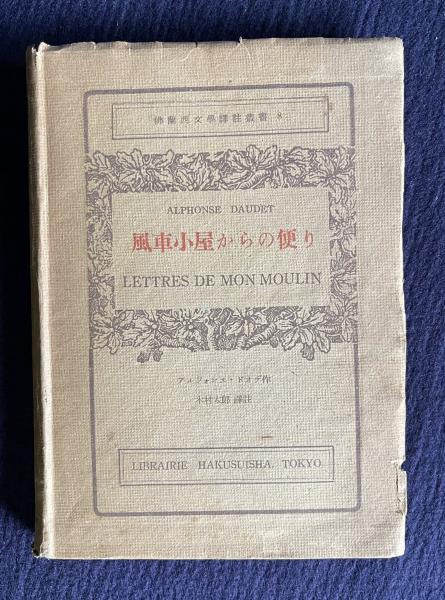 佛蘭西文學譯註叢書 8
ALPHONSE DAUDET
風車小屋からの便り
LETTRES DE MON MOULIN
アルフォンス・ドオデ作
木村太郎 譯註
LIBRAIRIE HAKUSUISHA, TOKYO